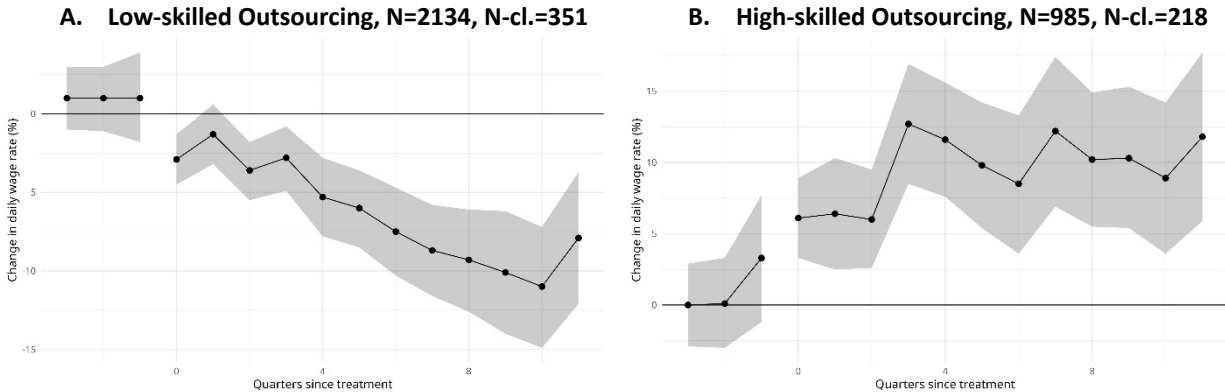 A. Low-skilled Outsourcing, N=2134, N-cl.=351
Change in daily wage rate (%)
0
5
-10
-15
0 4 8
Quarters since treatment
B. High-skilled Outsourcing, N=985, N-cl.=218
Change in daily wage rate (%)
15
10
5
0
0 4 8
Quarters since treatment